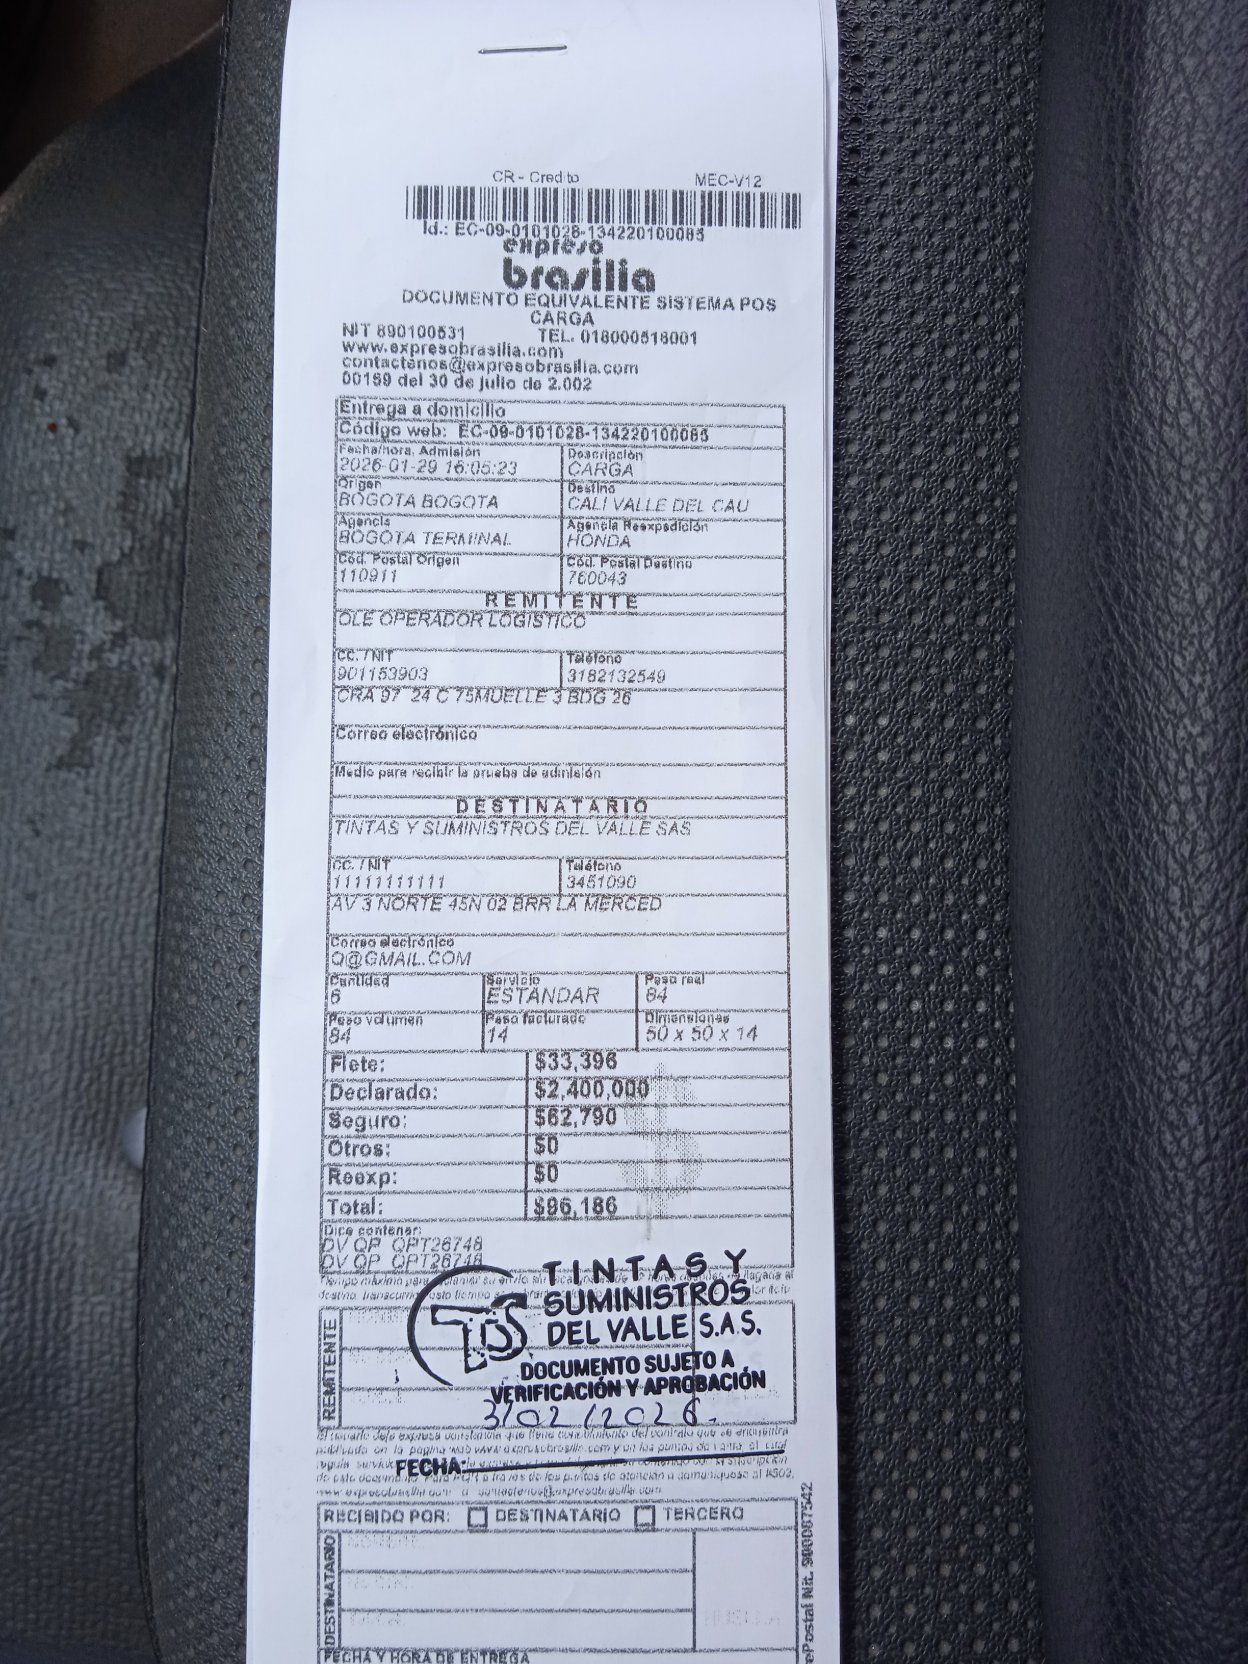 CR - Credito MEC-V12
Id.: EC-09-0101028-134220100085
expreso
brasilia
DOCUMENTO EQUIVALENTE SISTEMA POS
CARGA
NIT 890100531 TEL. 018000518001
www.expresobrasilia.com
contactenos@expresobrasilia.com
00159 del 30 de julio de 2.002
Entrega a domicilio
Código web: EC-09-0101028-134220100085
Fecha/hora. Admisión Descripción
2026-01-29 16:05:23 CARGA
Origen Destino
BOGOTA BOGOTA CALI VALLE DEL CAU
Agencia Agencia Reexpedición
BOGOTA TERMINAL HONDA
Cód. Postal Origen Cód. Postal Destino
110911 760043
REMITENTE
OLE OPERADOR LOGISTICO
CC. / NIT Teléfono
901153903 3182132549
CRA 97 24 C 75MUELLE 3 BDG 26
Correo electrónico
Medio para recibir la prueba de admisión
DESTINATARIO
TINTAS Y SUMINISTROS DEL VALLE SAS
CC. / NIT Teléfono
11111111111 3451090
AV 3 NORTE 45N 02 BRR LA MERCED
Correo electrónico
Q@GMAIL.COM
Cantidad Servicio Peso real
6 ESTANDAR 84
Peso volumen Peso facturado Dimensiones
84 14 50 x 50 x 14
Flete: $33,396
Declarado: $2,400,000
Seguro: $62,790
Otros: $0
Reexp: $0
Total: $96,186
Dice contener:
DV QP QPT26748
DV QP QPT26748
TINTAS Y
SUMINISTROS
DEL VALLE S.A.S.
TDS
DOCUMENTO SUJETO A
VERIFICACIÓN Y APROBACIÓN
3/02/2026.
REMITENTE
FECHA:
RECIBIDO POR: DESTINATARIO TERCERO
DESTINATARIO
FECHA Y HORA DE ENTREGA
Postal Nit. 900087542